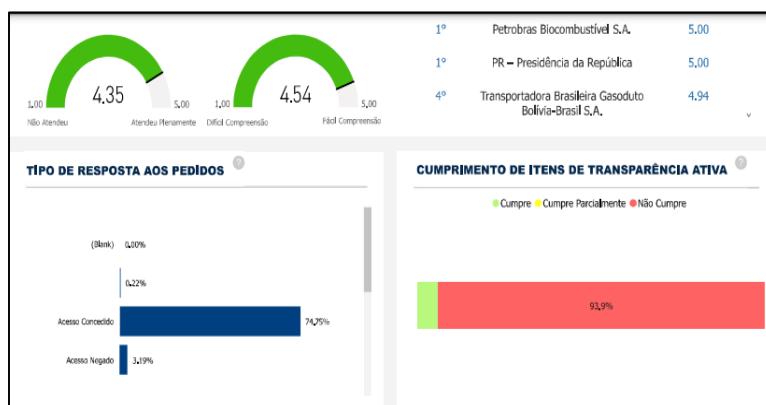 1.00
4.35
5.00
Não Atendeu
Atendeu Plenamente
1.00
4.54
5.00
Difícil Compreensão
Fácil Compreensão
1º Petrobras Biocombustível S.A. 5.00
1º PR – Presidência da República 5.00
4º Transportadora Brasileira Gasoduto 4.94
Bolívia-Brasil S.A.
TIPO DE RESPOSTA AOS PEDIDOS ?
(Blank) 0.00%
0.22%
Acesso Concedido 74.75%
Acesso Negado 3.19%
CUMPRIMENTO DE ITENS DE TRANSPARÊNCIA ATIVA ?
Cumpre Cumpre Parcialmente Não Cumpre
93,9%